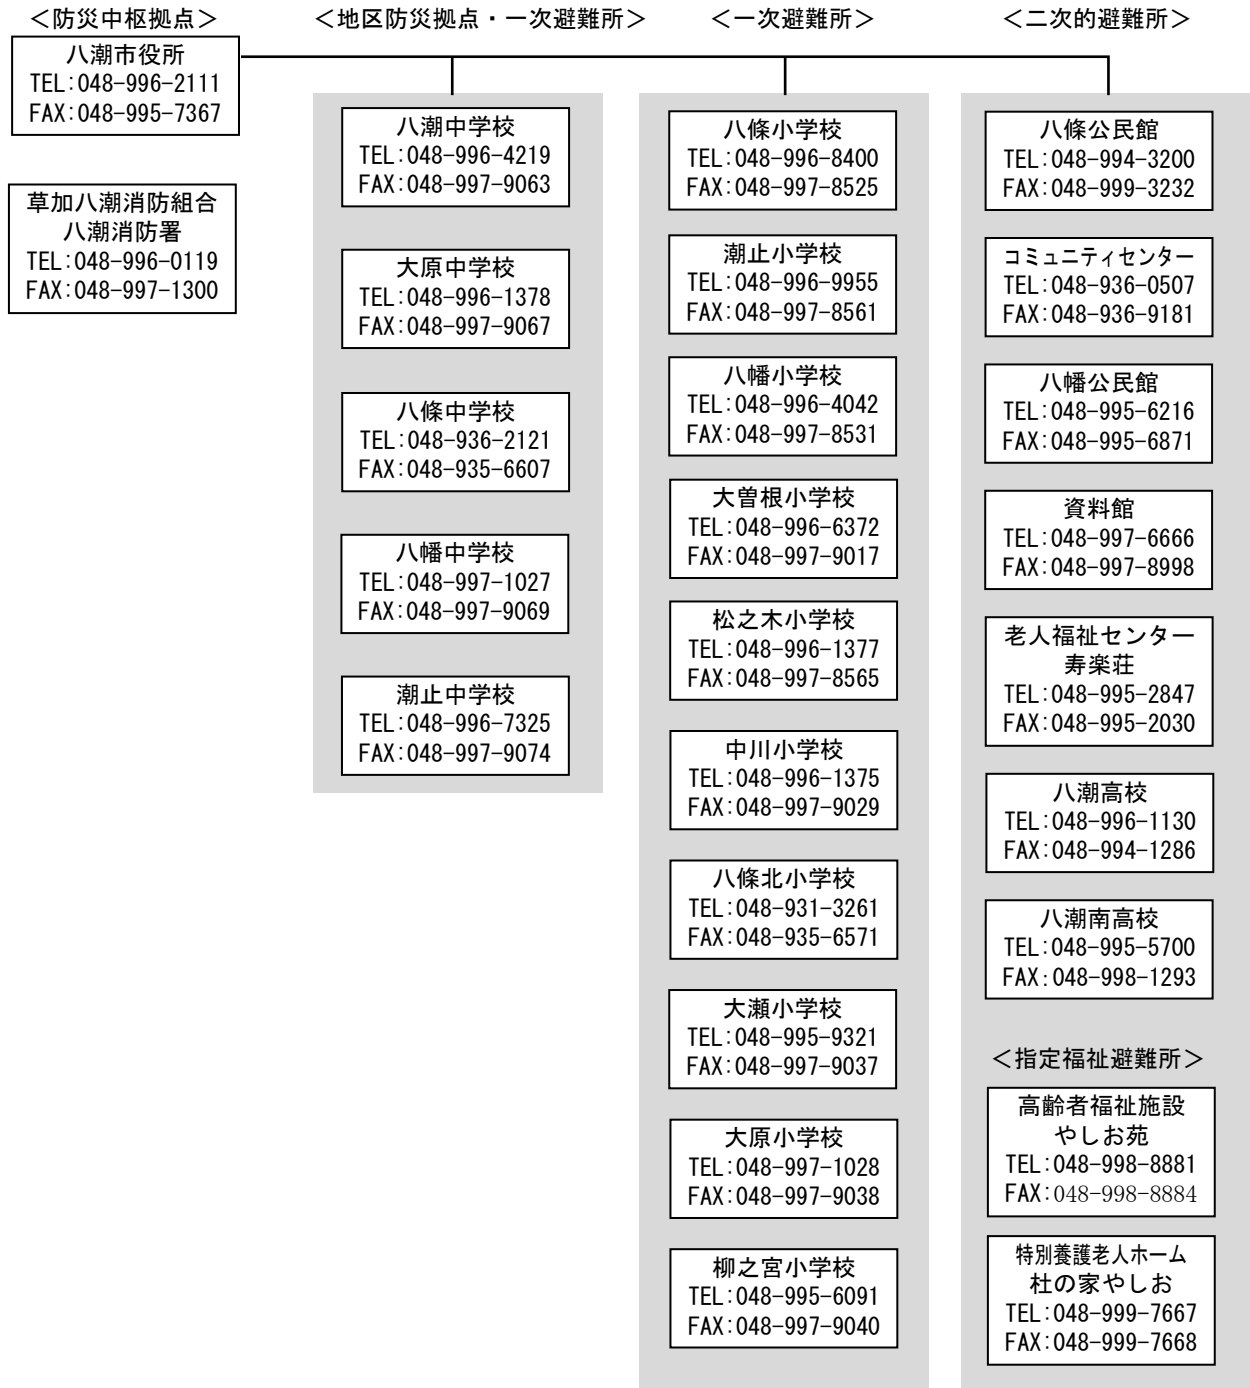 ＜防災中枢拠点＞
八潮市役所
TEL:048-996-2111
FAX:048-995-7367
草加八潮消防組合
八潮消防署
TEL:048-996-0119
FAX:048-997-1300
＜地区防災拠点・一次避難所＞
八潮中学校
TEL:048-996-4219
FAX:048-997-9063
大原中学校
TEL:048-996-1378
FAX:048-997-9067
八條中学校
TEL:048-936-2121
FAX:048-935-6607
八幡中学校
TEL:048-997-1027
FAX:048-997-9069
潮止中学校
TEL:048-996-7325
FAX:048-997-9074
＜一次避難所＞
八條小学校
TEL:048-996-8400
FAX:048-997-8525
潮止小学校
TEL:048-996-9955
FAX:048-997-8561
八幡小学校
TEL:048-996-4042
FAX:048-997-8531
大曽根小学校
TEL:048-996-6372
FAX:048-997-9017
松之木小学校
TEL:048-996-1377
FAX:048-997-8565
中川小学校
TEL:048-996-1375
FAX:048-997-9029
八條北小学校
TEL:048-931-3261
FAX:048-935-6571
大瀬小学校
TEL:048-995-9321
FAX:048-997-9037
大原小学校
TEL:048-997-1028
FAX:048-997-9038
柳之宮小学校
TEL:048-995-6091
FAX:048-997-9040
＜二次的避難所＞
八條公民館
TEL:048-994-3200
FAX:048-999-3232
コミュニティセンター
TEL:048-936-0507
FAX:048-936-9181
八幡公民館
TEL:048-995-6216
FAX:048-995-6871
資料館
TEL:048-997-6666
FAX:048-997-8998
老人福祉センター
寿楽荘
TEL:048-995-2847
FAX:048-995-2030
八潮高校
TEL:048-996-1130
FAX:048-994-1286
八潮南高校
TEL:048-995-5700
FAX:048-998-1293
＜指定福祉避難所＞
高齢者福祉施設
やしお苑
TEL:048-998-8881
FAX:048-998-8884
特別養護老人ホーム
杜の家やしお
TEL:048-999-7667
FAX:048-999-7668